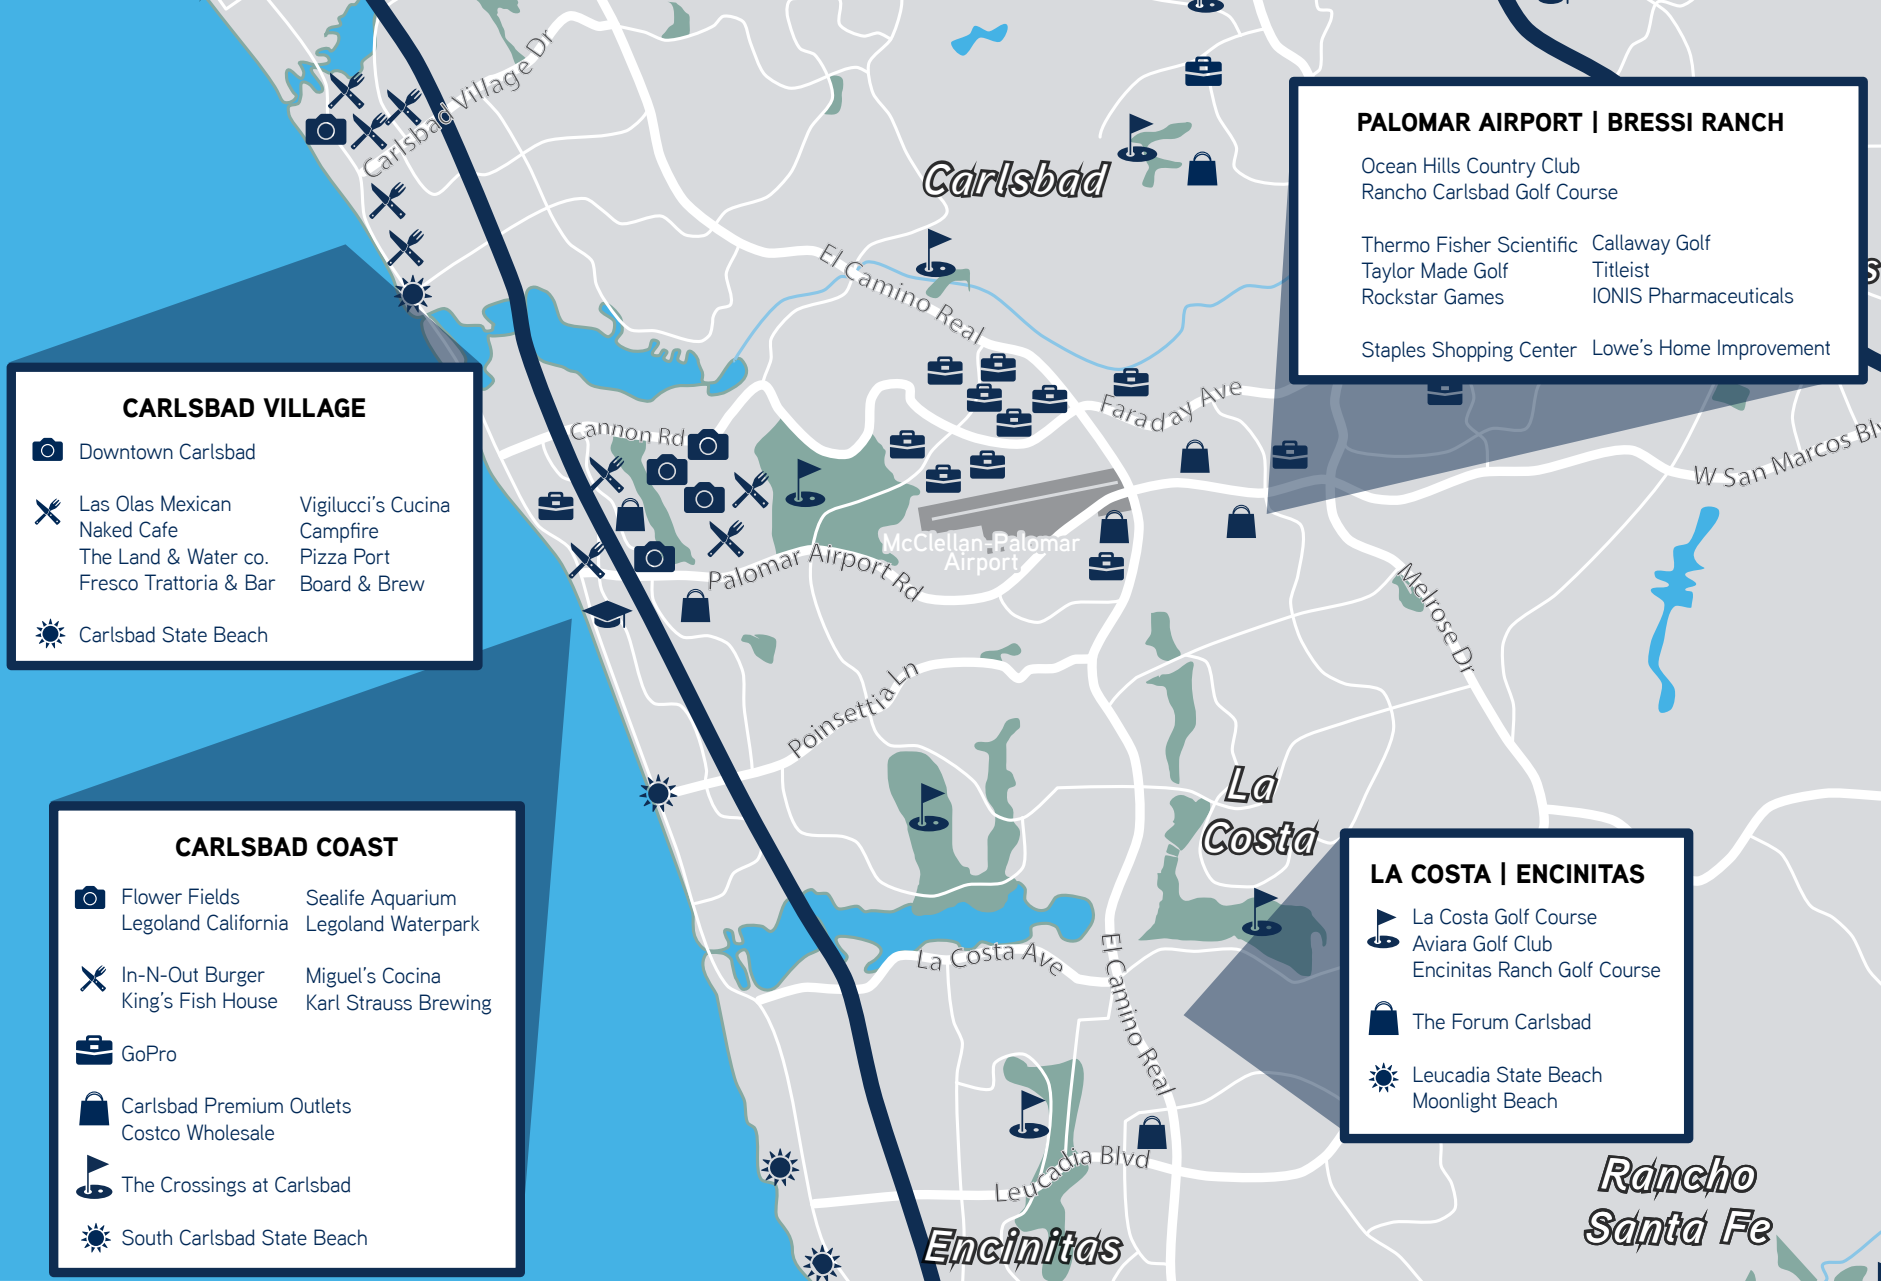 Carlsbad Village Dr
Carlsbad
El Camino Real
Cannon Rd
Faraday Ave
W San Marcos Blv
McClellan-Palomar
Airport
Palomar Airport Rd
Melrose Dr
Poinsettia Ln
La
Costa
La Costa Ave
El Camino Real
Leucadia Blvd
Encinitas
Rancho
Santa Fe
s
PALOMAR AIRPORT | BRESSI RANCH
Ocean Hills Country Club
Rancho Carlsbad Golf Course
Thermo Fisher Scientific Callaway Golf
Taylor Made Golf Titleist
Rockstar Games IONIS Pharmaceuticals
Staples Shopping Center Lowe's Home Improvement
CARLSBAD VILLAGE
Downtown Carlsbad
Las Olas Mexican Vigilucci's Cucina
Naked Cafe Campfire
The Land & Water co. Pizza Port
Fresco Trattoria & Bar Board & Brew
Carlsbad State Beach
CARLSBAD COAST
Flower Fields Sealife Aquarium
Legoland California Legoland Waterpark
In-N-Out Burger Miguel's Cocina
King's Fish House Karl Strauss Brewing
GoPro
Carlsbad Premium Outlets
Costco Wholesale
The Crossings at Carlsbad
South Carlsbad State Beach
LA COSTA | ENCINITAS
La Costa Golf Course
Aviara Golf Club
Encinitas Ranch Golf Course
The Forum Carlsbad
Leucadia State Beach
Moonlight Beach